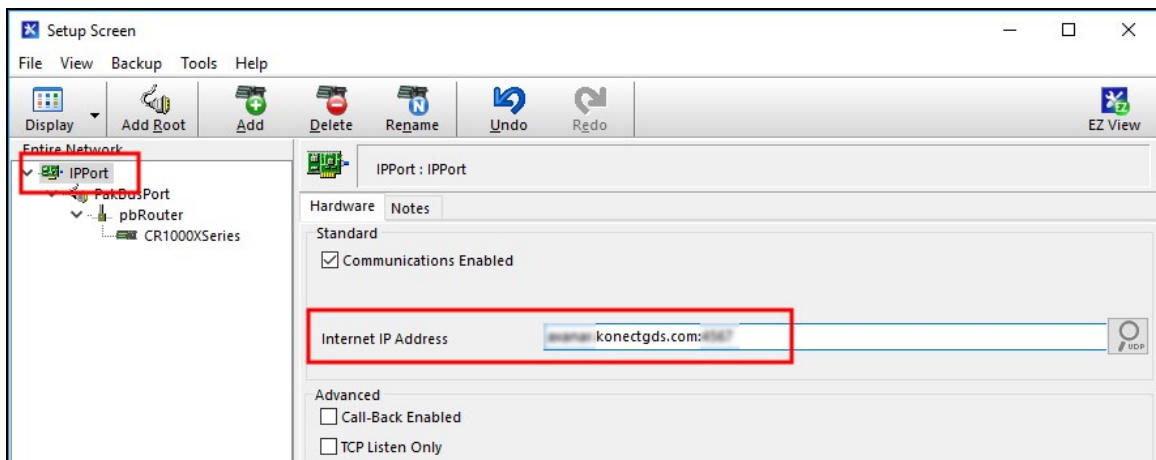 Setup Screen
File View Backup Tools Help
Display Add Root Add Delete Rename Undo Redo EZ View
Entire Network
IPPort
PakBusPort
pbRouter
CR1000XSeries
IPPort : IPPort
Hardware Notes
Standard
Communications Enabled
Internet IP Address .konectgds.com:
UDP
Advanced
Call-Back Enabled
TCP Listen Only